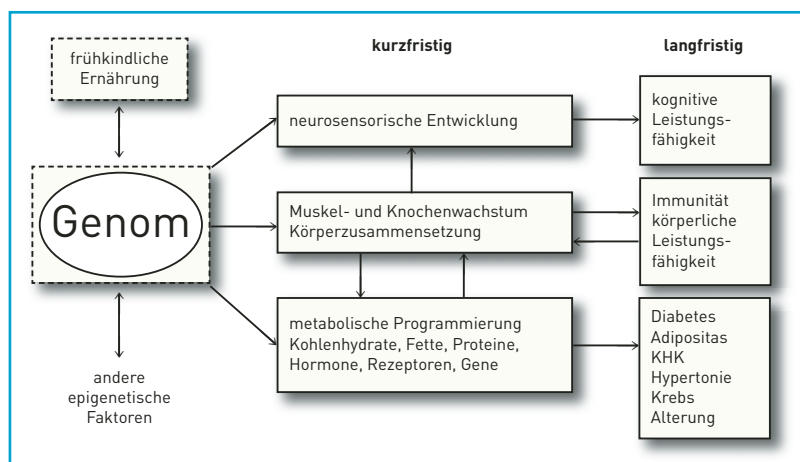 frühkindliche
Ernährung
Genom
andere
epigenetische
Faktoren
kurzfristig
neurosensorische Entwicklung
Muskel- und Knochenwachstum
Körperzusammensetzung
metabolische Programmierung
Kohlenhydrate, Fette, Proteine,
Hormone, Rezeptoren, Gene
langfristig
kognitive
Leistungs-
fähigkeit
Immunität
körperliche
Leistungs-
fähigkeit
Diabetes
Adipositas
KHK
Hypertonie
Krebs
Alterung